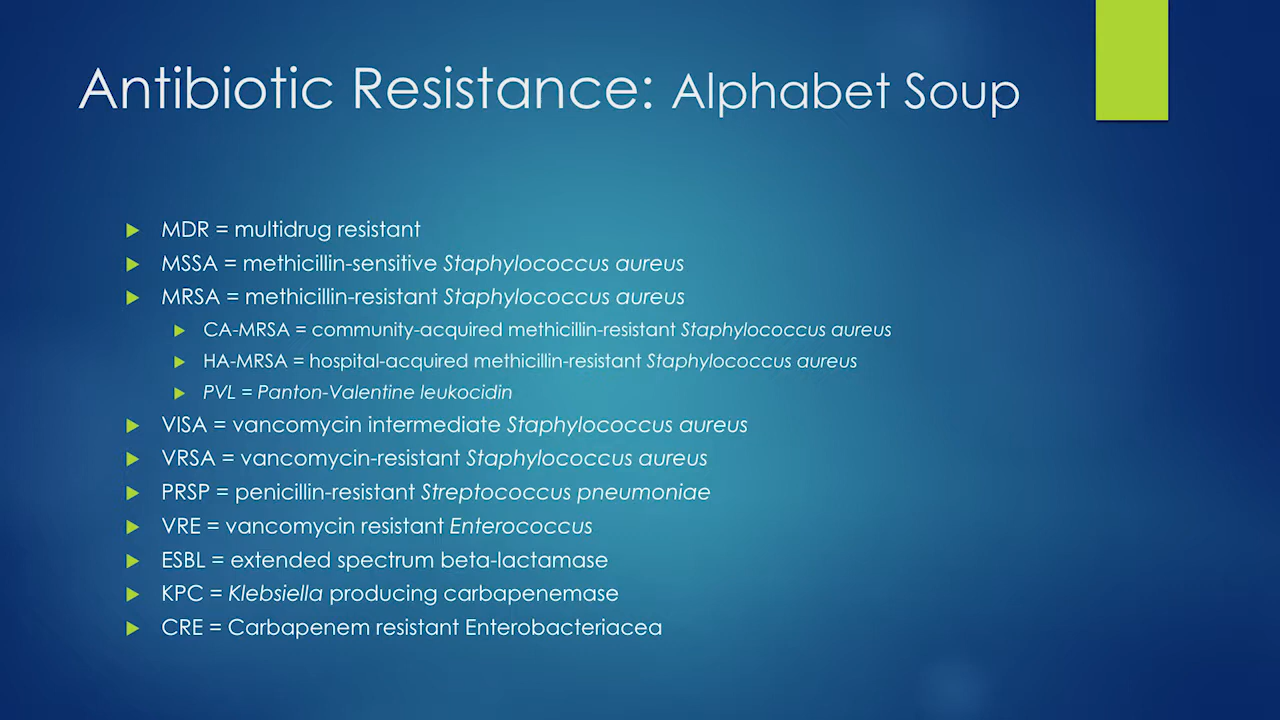 Antibiotic Resistance: Alphabet Soup
MDR = multidrug resistant
MSSA = methicillin-sensitive Staphylococcus aureus
MRSA = methicillin-resistant Staphylococcus aureus
CA-MRSA = community-acquired methicillin-resistant Staphylococcus aureus
HA-MRSA = hospital-acquired methicillin-resistant Staphylococcus aureus
PVL = Panton-Valentine leukocidin
VISA = vancomycin intermediate Staphylococcus aureus
VRSA = vancomycin-resistant Staphylococcus aureus
PRSP = penicillin-resistant Streptococcus pneumoniae
VRE = vancomycin resistant Enterococcus
ESBL = extended spectrum beta-lactamase
KPC = Klebsiella producing carbapenemase
CRE = Carbapenem resistant Enterobacteriacea